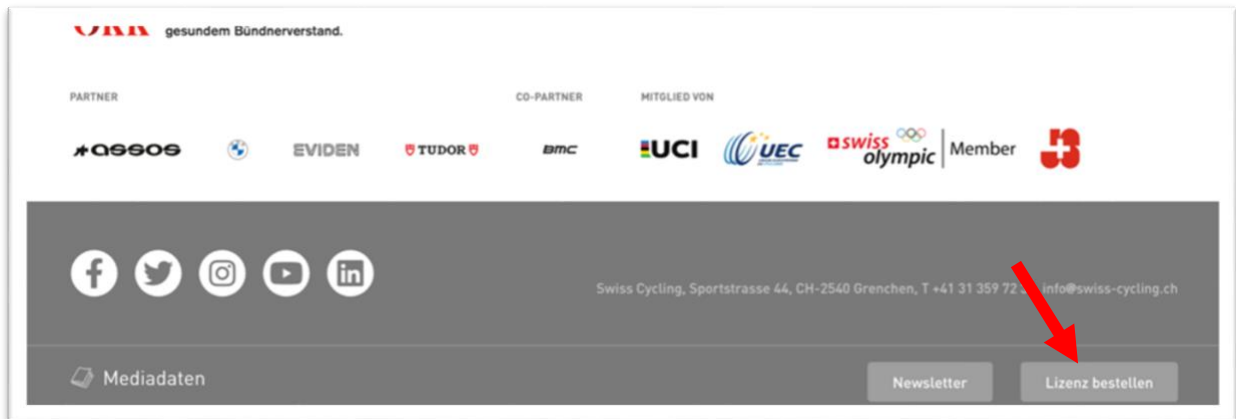 gesundem Bündnerverstand.
PARTNER CO-PARTNER MITGLIED VON
assos EVIDEN TUDOR BMC UCI UEC swiss olympic Member
Swiss Cycling, Sportstrasse 44, CH-2540 Grenchen, T +41 31 359 72 info@swiss-cycling.ch
Mediadaten Newsletter Lizenz bestellen